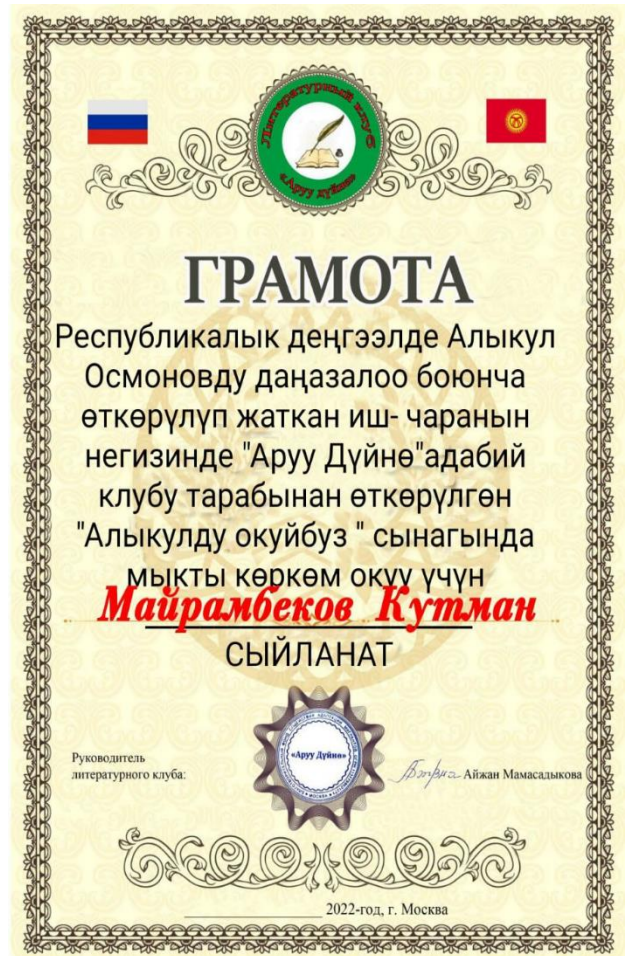 Литературный клуб
«Аруу дүйнө»
ГРАМОТА
Республикалык деңгээлде Алыкул
Осмоновду даңазалоо боюнча
өткөрүлүп жаткан иш- чаранын
негизинде "Аруу Дүйнө"адабий
клубу тарабынан өткөрүлгөн
"Алыкулду окуйбуз " сынагында
мыкты көркөм окуу үчүн
Майрамбеков Кутман
СЫЙЛАНАТ
«Аруу Дүйнө»
Руководитель
литературного клуба:
Айжан Мамасадыкова
2022-год, г. Москва